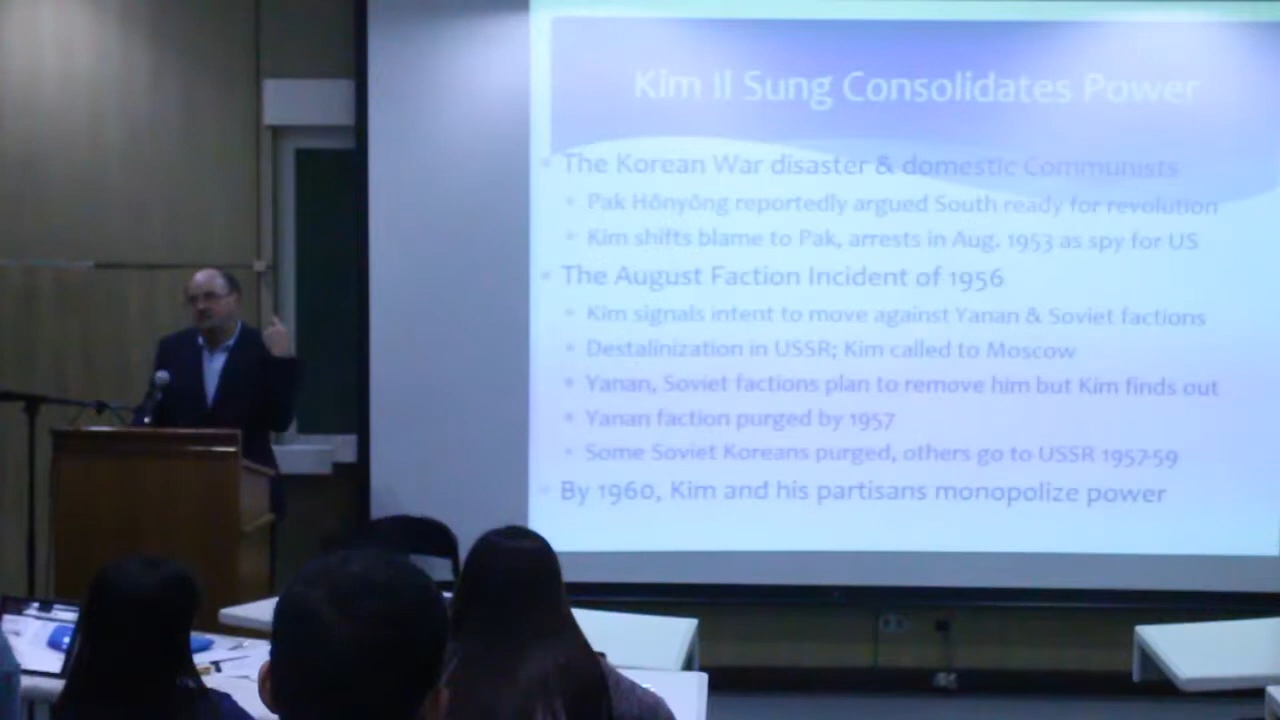 Kim Il Sung Consolidates Power
The Korean War disaster & domestic Communists
Pak Hŏnyŏng reportedly argued South ready for revolution
Kim shifts blame to Pak, arrests in Aug. 1953 as spy for US
The August Faction Incident of 1956
Kim signals intent to move against Yanan & Soviet factions
Destalinization in USSR; Kim called to Moscow
Yanan, Soviet factions plan to remove him but Kim finds out
Yanan faction purged by 1957
Some Soviet Koreans purged, others go to USSR 1957-59
By 1960, Kim and his partisans monopolize power